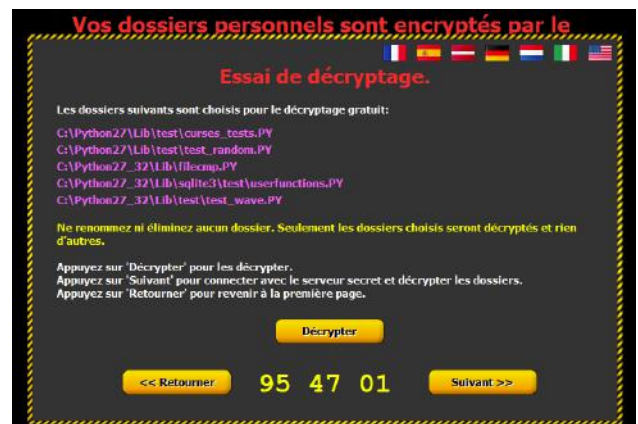 Vos dossiers personnels sont encryptés par le
Essai de décryptage.
Les dossiers suivants sont choisis pour le décryptage gratuit:
C:\Python27\Lib\test\curses_tests.PY
C:\Python27\Lib\test\test_random.PY
C:\Python27_32\Lib\filecmp.PY
C:\Python27_32\Lib\sqlite3\test\userfunctions.PY
C:\Python27_32\Lib\test\test_wave.PY
Ne renommez ni éliminez aucun dossier. Seulement les dossiers choisis seront décryptés et rien
d'autres.
Appuyez sur 'Décrypter' pour les décrypter.
Appuyez sur 'Suivant' pour connecter avec le serveur secret et décrypter les dossiers.
Appuyez sur 'Retourner' pour revenir à la première page.
Décrypter
<< Retourner 95 47 01 Suivant >>